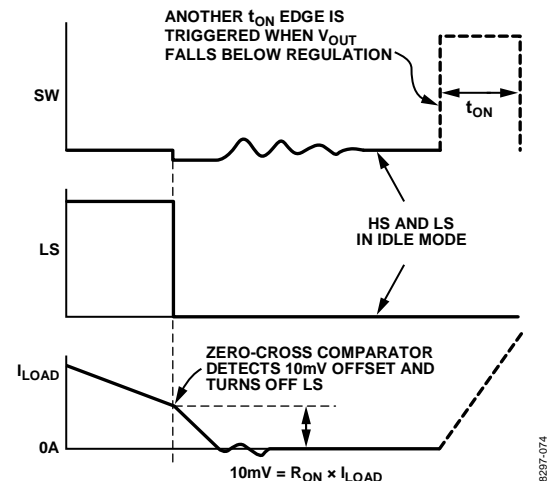 ANOTHER tON EDGE IS
TRIGGERED WHEN VOUT
FALLS BELOW REGULATION
SW
tON
HS AND LS
IN IDLE MODE
LS
ZERO-CROSS COMPARATOR
DETECTS 10mV OFFSET AND
TURNS OFF LS
ILOAD
0A
10mV = RON × ILOAD
8297-074